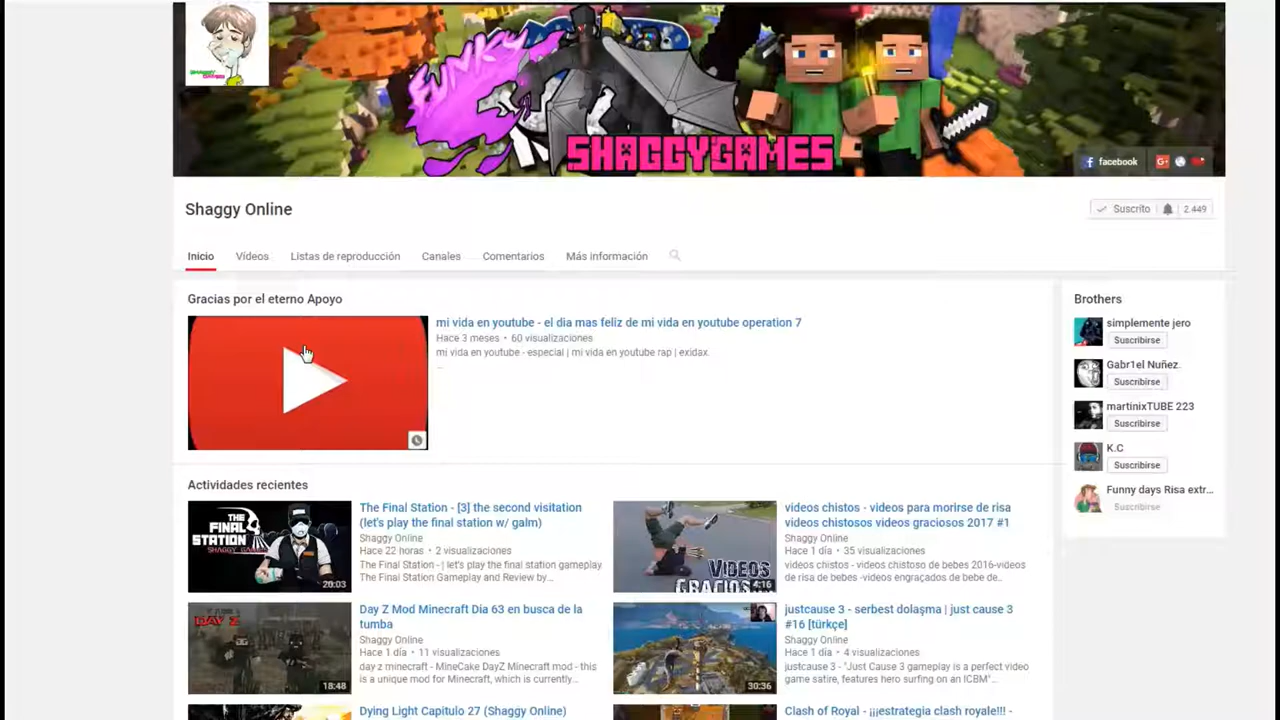 SHAGGYGAMES
facebook
Shaggy Online
Suscrito 2.449
Inicio Vídeos Listas de reproducción Canales Comentarios Más información
Gracias por el eterno Apoyo
mi vida en youtube - el dia mas feliz de mi vida en youtube operation 7
Hace 3 meses • 60 visualizaciones
mi vida en youtube - especial | mi vida en youtube rap | exidax.
...
Brothers
simplemente jero
Suscribirse
Gabr1el Nuñez.
Suscribirse
martinixTUBE 223
Suscribirse
K.C
Suscribirse
Funny days Risa extr...
Suscribirse
Actividades recientes
THE FINAL STATION
SHAGGY GAMES
20:03
The Final Station - [3] the second visitation
(let's play the final station w/ galm)
Shaggy Online
Hace 22 horas • 2 visualizaciones
The Final Station - | let's play the final station gameplay
The Final Station Gameplay and Review by...
VIDEOS
GRACIOS
4:16
videos chistos - videos para morirse de risa
videos chistosos videos graciosos 2017 #1
Shaggy Online
Hace 1 día • 35 visualizaciones
videos chistos - videos chistoso de bebes 2016-videos
de risa de bebes -videos engraçados de bebe de...
DAY Z
18:48
Day Z Mod Minecraft Dia 63 en busca de la
tumba
Shaggy Online
Hace 1 día • 11 visualizaciones
day z minecraft - MineCake DayZ Minecraft mod - this
is a unique mod for Minecraft, which is currently...
30:36
justcause 3 - serbest dolaşma | just cause 3
#16 [türkçe]
Shaggy Online
Hace 1 día • 4 visualizaciones
justcause 3 - "Just Cause 3 gameplay is a perfect video
game satire, features hero surfing on an ICBM"...
Dying Light Capitulo 27 (Shaggy Online)
Clash of Royal - ¡¡¡estrategia clash royale!!! -